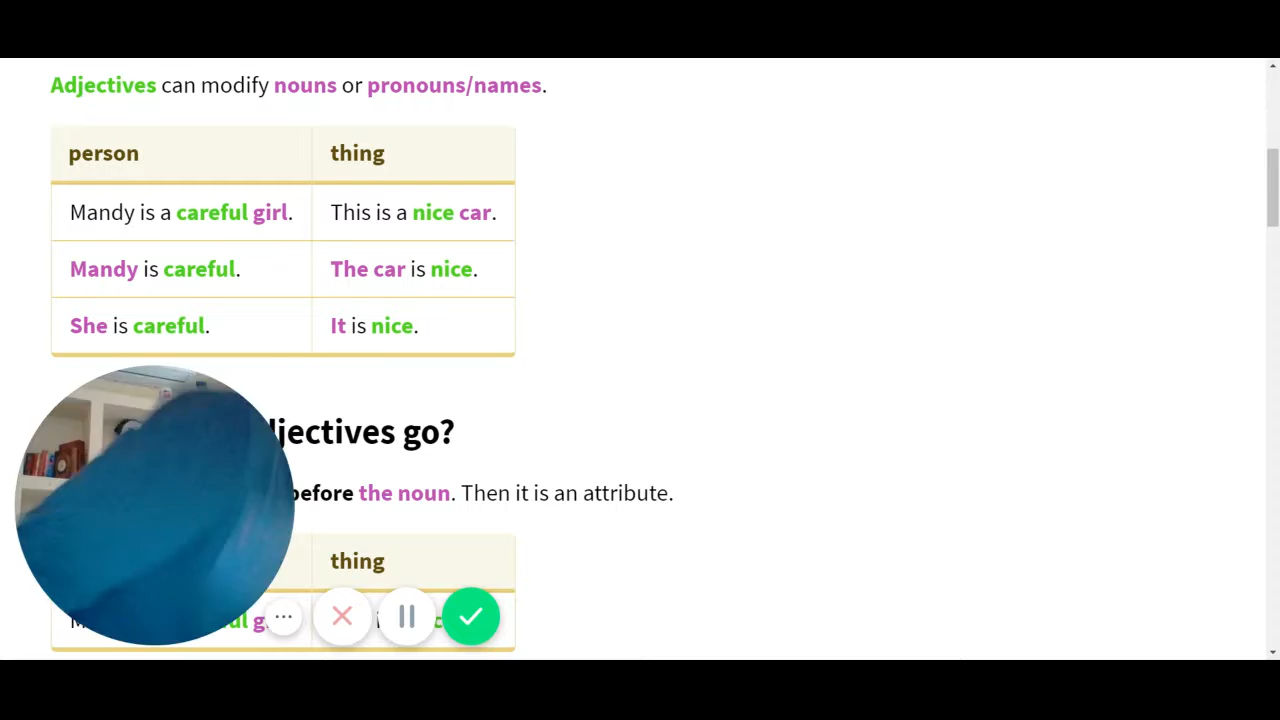 Adjectives can modify nouns or pronouns/names.
person thing
Mandy is a careful girl. This is a nice car.
Mandy is careful. The car is nice.
She is careful. It is nice.
go?
before the noun. Then it is an attribute.
thing